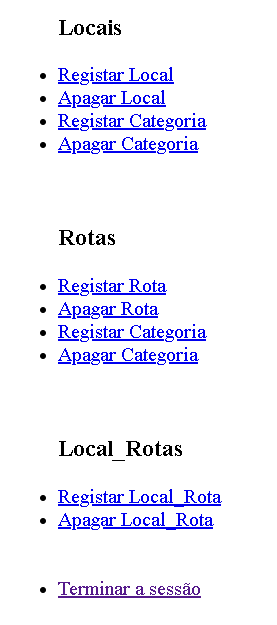 Locais
Registar Local
Apagar Local
Registar Categoria
Apagar Categoria
Rotas
Registar Rota
Apagar Rota
Registar Categoria
Apagar Categoria
Local_Rotas
Registar Local_Rota
Apagar Local_Rota
Terminar a sessão